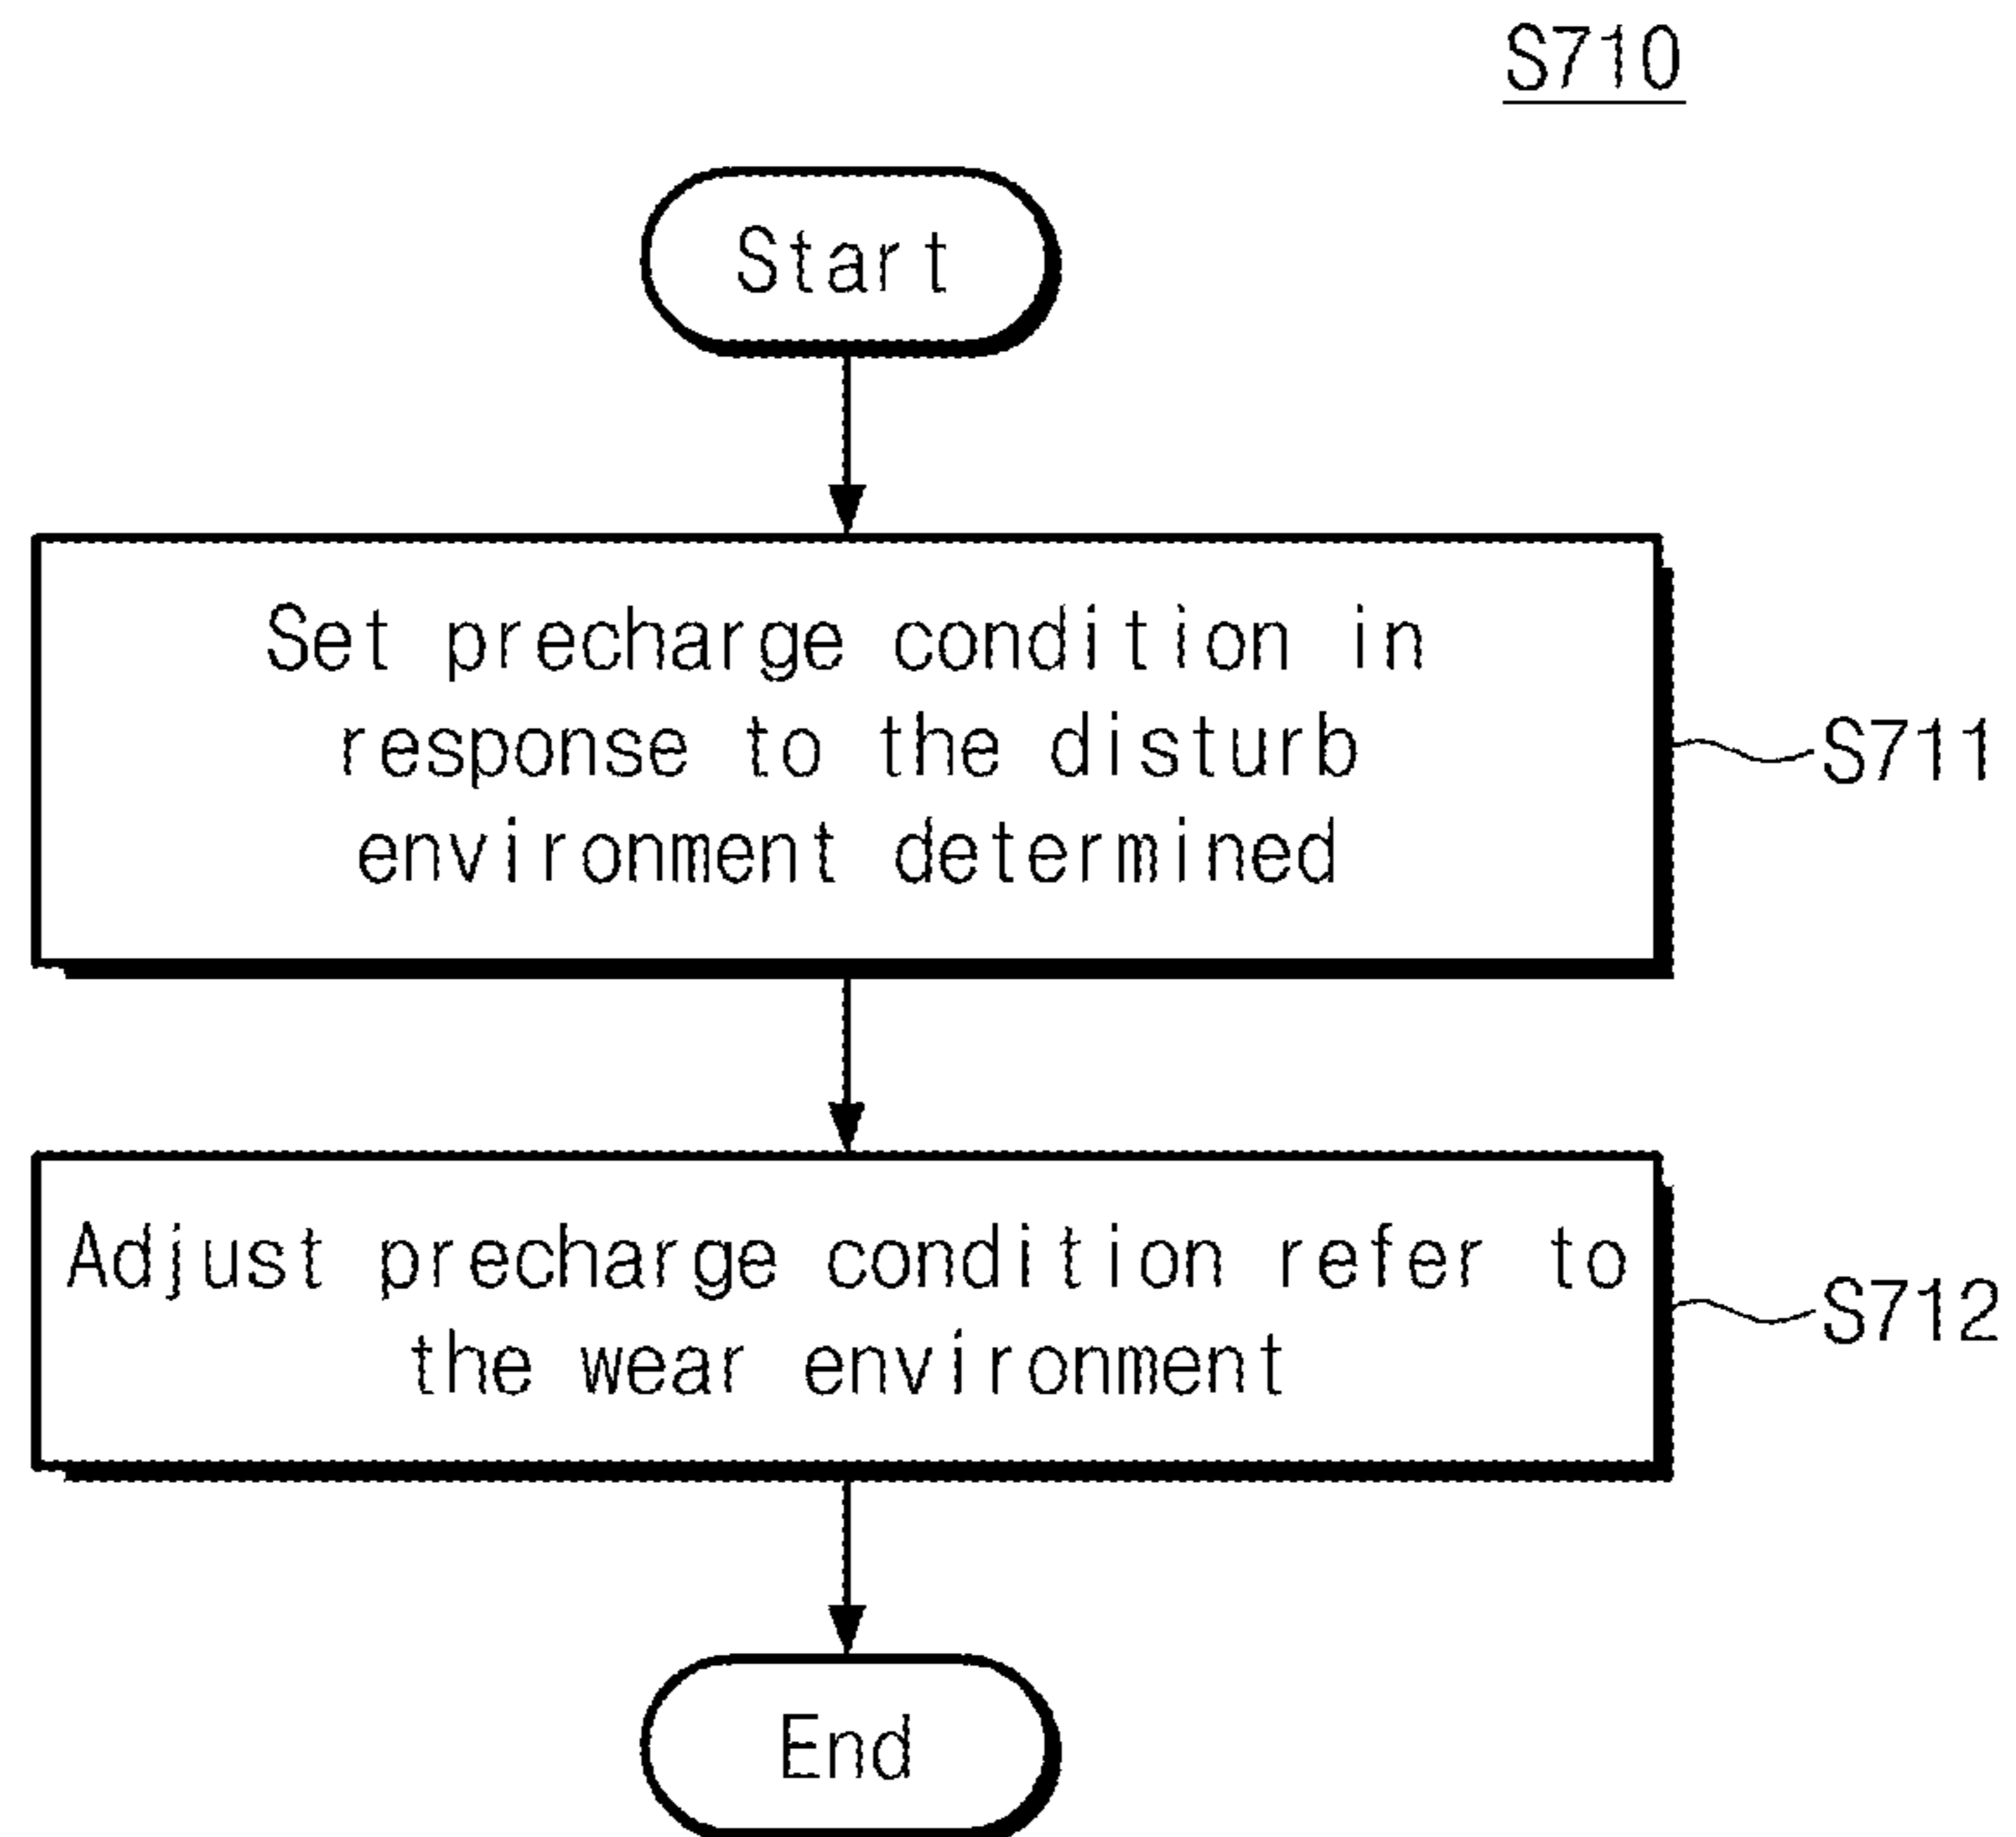 S710
Start
Set precharge condition in
response to the disturb
environment determined
S711
Adjust precharge condition refer to
the wear environment
S712
End